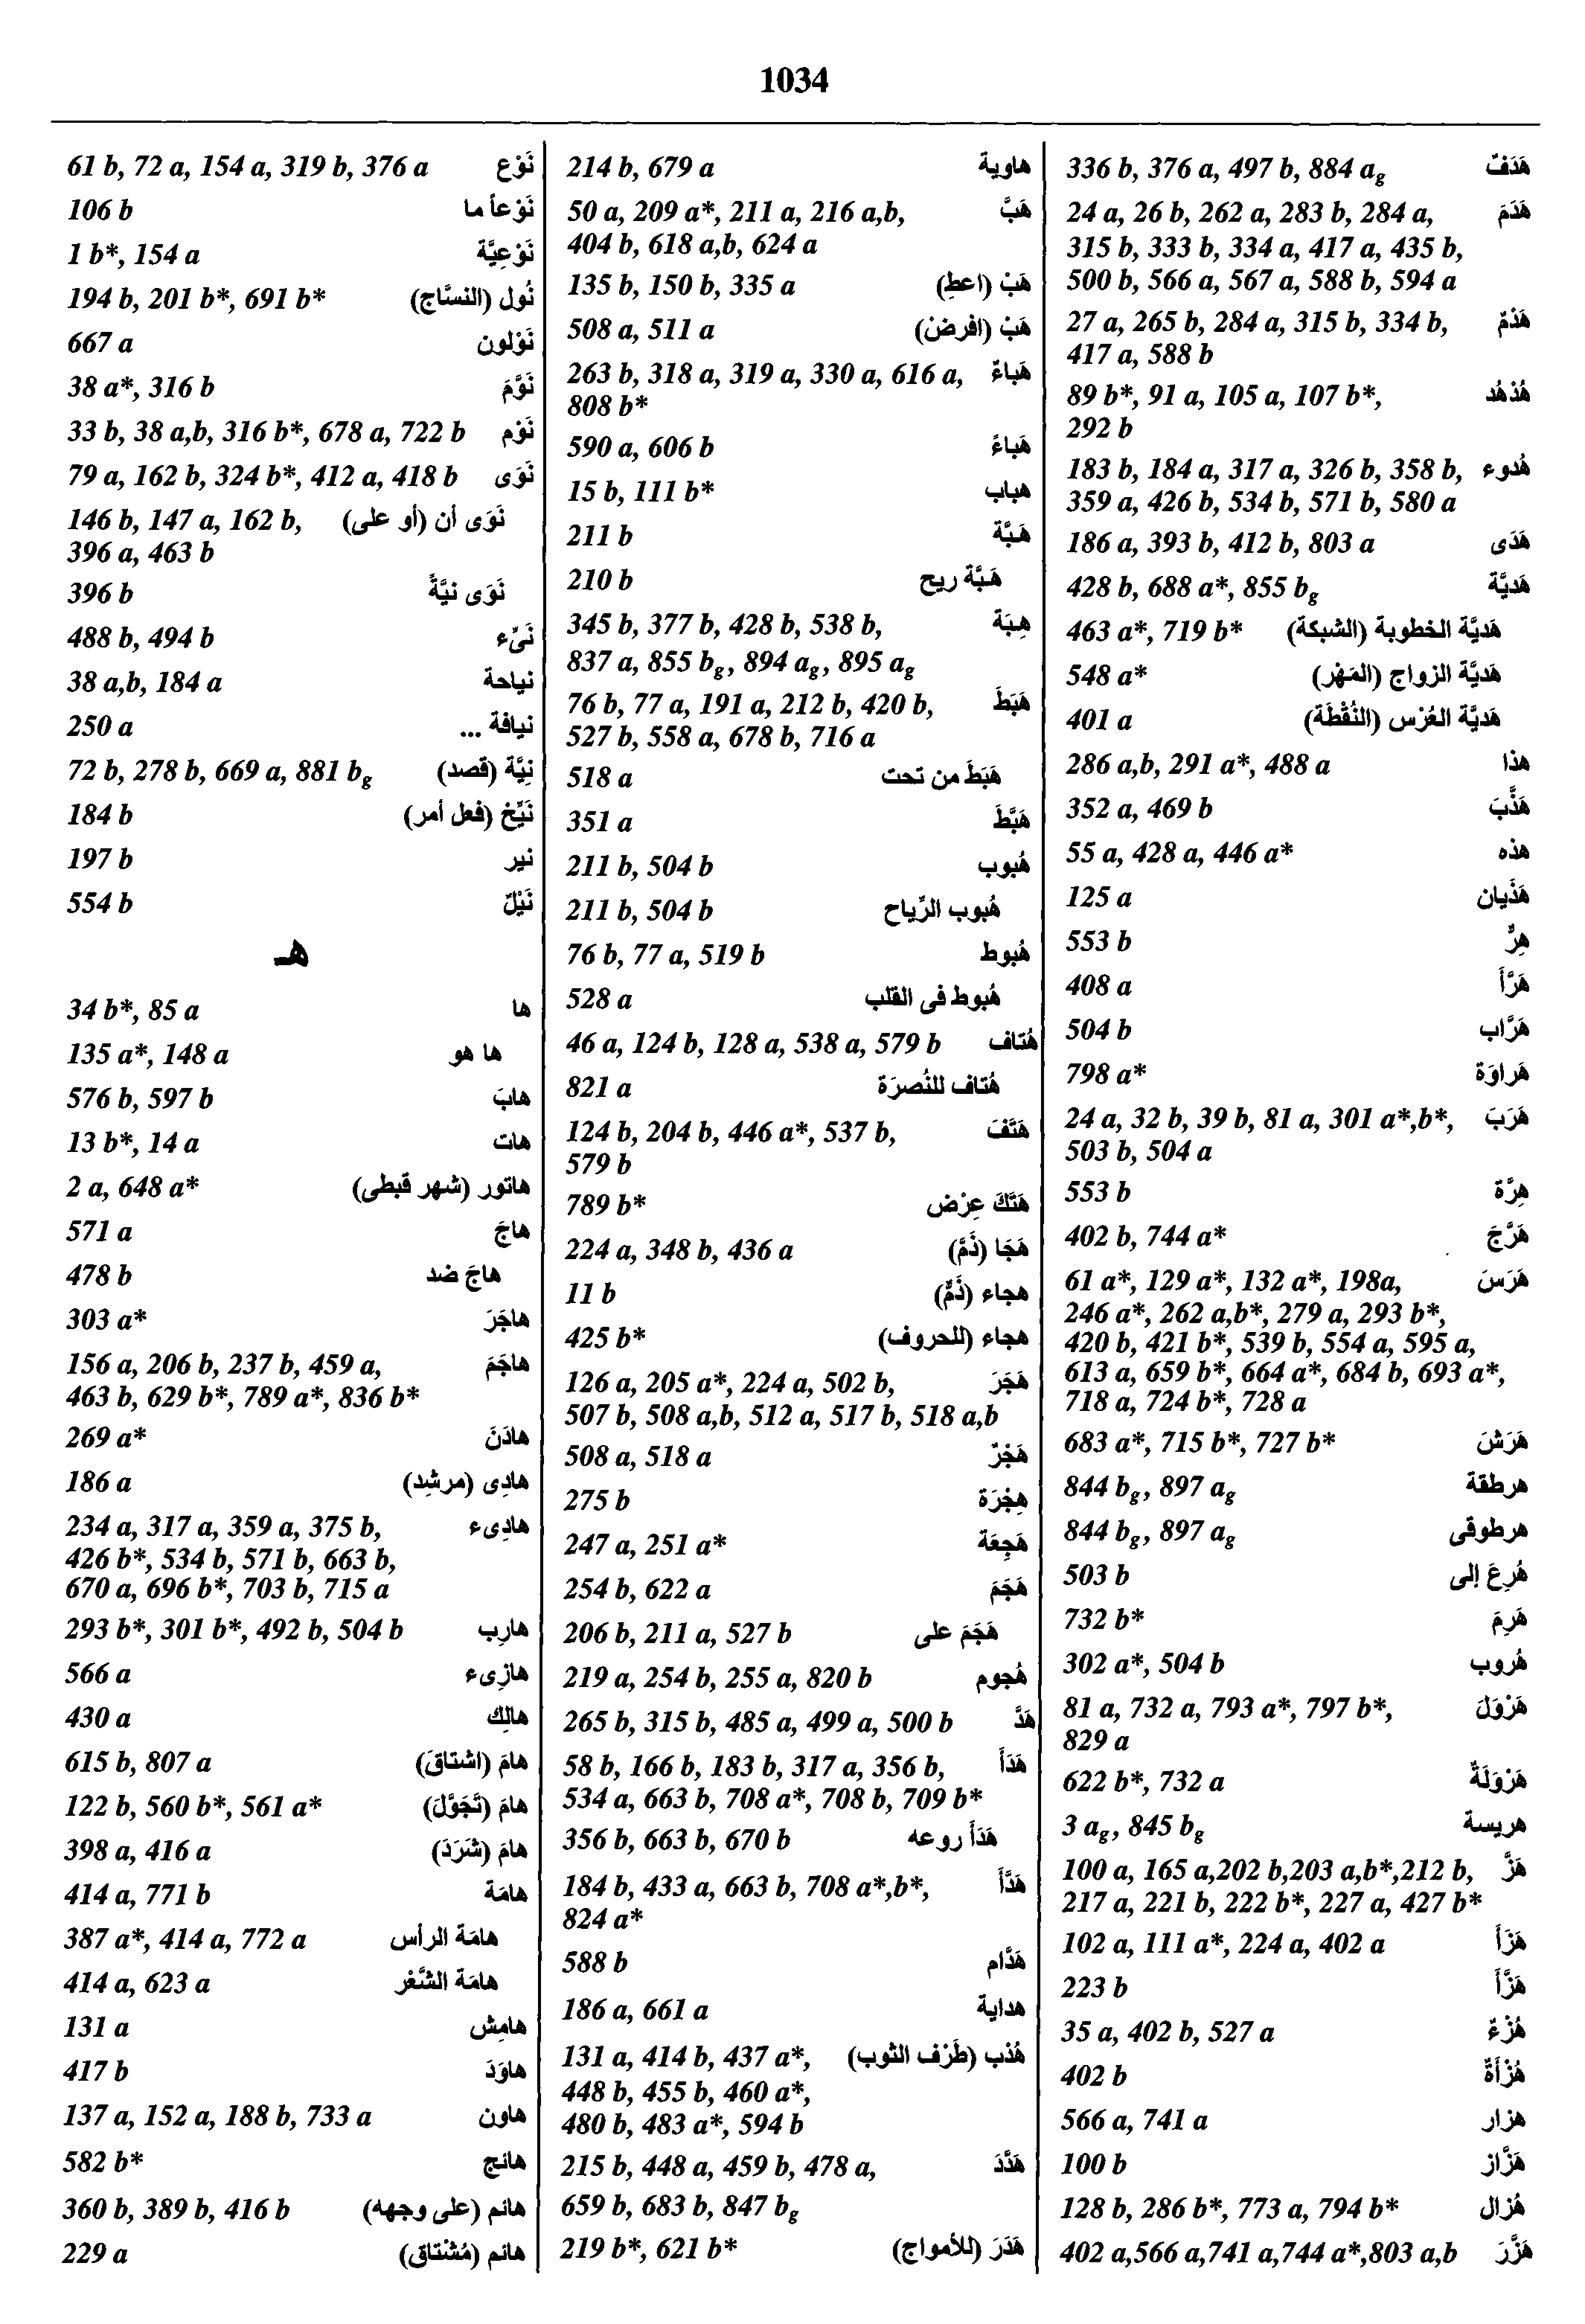 1034
61 b, 72 a, 154 a, 319 b, 376 a نَوْع
106 b نَوْعاً ما
1 b*, 154 a نَوْعِيَّة
194 b, 201 b*, 691 b* نُول (النسَّاج)
667 a نَوْلون
38 a*, 316 b نَوَّمَ
33 b, 38 a,b, 316 b*, 678 a, 722 b نَوْم
79 a, 162 b, 324 b*, 412 a, 418 b نَوَى
146 b, 147 a, 162 b, نَوَى أن (أو على)
396 a, 463 b
396 b نَوَى نيَّةً
488 b, 494 b نَىِّء
38 a,b, 184 a نياحة
250 a نيافة ...
72 b, 278 b, 669 a, 881 bg نِيَّة (قصد)
184 b نَيِّح (فعل أمر)
197 b نير
554 b نَيْلٌ
هـ
34 b*, 85 a ها
135 a*, 148 a ها هو
576 b, 597 b هابَ
13 b*, 14 a هات
2 a, 648 a* هاتور (شهر قبطى)
571 a هاجَ
478 b هاجَ ضد
303 a* هاجَرَ
156 a, 206 b, 237 b, 459 a, هاجَمَ
463 b, 629 b*, 789 a*, 836 b*
269 a* هادَنَ
186 a هادِى (مرشِد)
234 a, 317 a, 359 a, 375 b, هادِىء
426 b*, 534 b, 571 b, 663 b,
670 a, 696 b*, 703 b, 715 a
293 b*, 301 b*, 492 b, 504 b هارِب
566 a هازِىء
430 a هالِك
615 b, 807 a هامَ (اشتاقَ)
122 b, 560 b*, 561 a* هامَ (تَجَوَّلَ)
398 a, 416 a هامَ (شَرَدَ)
414 a, 771 b هامَة
387 a*, 414 a, 772 a هامَة الرأس
414 a, 623 a هامَة الشَّعْر
131 a هامِش
417 b هاوَدَ
137 a, 152 a, 188 b, 733 a هاون
582 b* هائج
360 b, 389 b, 416 b هائم (على وجهه)
229 a هائم (مُشْتاق)
214 b, 679 a هاوية
50 a, 209 a*, 211 a, 216 a,b, هَبَّ
404 b, 618 a,b, 624 a
135 b, 150 b, 335 a هَبْ (اعطِ)
508 a, 511 a هَبْ (افرضْ)
263 b, 318 a, 319 a, 330 a, 616 a, هَباءٌ
808 b*
590 a, 606 b هَباءً
15 b, 111 b* هباب
211 b هَبَّة
210 b هَبَّة ريح
345 b, 377 b, 428 b, 538 b, هِبَة
837 a, 855 bg, 894 ag, 895 ag
76 b, 77 a, 191 a, 212 b, 420 b, هَبَطَ
527 b, 558 a, 678 b, 716 a
518 a هَبَطَ من تحت
351 a هَبَّطَ
211 b, 504 b هُبوب
211 b, 504 b هُبوب الرِّياح
76 b, 77 a, 519 b هُبوط
528 a هُبوط فى القلب
46 a, 124 b, 128 a, 538 a, 579 b هُتاف
821 a هُتاف للنُصرَة
124 b, 204 b, 446 a*, 537 b, هَتَفَ
579 b
789 b* هَتَكَ عِرْض
224 a, 348 b, 436 a هَجَا (ذَمَّ)
11 b هجاء (ذَمٌّ)
425 b* هجاء (للحروف)
126 a, 205 a*, 224 a, 502 b, هَجَرَ
507 b, 508 a,b, 512 a, 517 b, 518 a,b
508 a, 518 a هَجْرٌ
275 b هِجْرَة
247 a, 251 a* هَجِعَة
254 b, 622 a هَجَمَ
206 b, 211 a, 527 b هَجَمَ على
219 a, 254 b, 255 a, 820 b هُجوم
265 b, 315 b, 485 a, 499 a, 500 b هَدَّ
58 b, 166 b, 183 b, 317 a, 356 b, هَدَأَ
534 a, 663 b, 708 a*, 708 b, 709 b*
356 b, 663 b, 670 b هَدَأَ روعه
184 b, 433 a, 663 b, 708 a*,b*, هَدَّأَ
824 a*
588 b هَدَّام
186 a, 661 a هداية
131 a, 414 b, 437 a*, هُدْب (طَرْف الثوب)
448 b, 455 b, 460 a*,
480 b, 483 a*, 594 b
215 b, 448 a, 459 b, 478 a, هَدَّدَ
659 b, 683 b, 847 bg
219 b*, 621 b* هَدَرَ (للأمواج)
336 b, 376 a, 497 b, 884 ag هَدَفٌ
24 a, 26 b, 262 a, 283 b, 284 a, هَدَمَ
315 b, 333 b, 334 a, 417 a, 435 b,
500 b, 566 a, 567 a, 588 b, 594 a
27 a, 265 b, 284 a, 315 b, 334 b, هَدْمٌ
417 a, 588 b
89 b*, 91 a, 105 a, 107 b*, هُدْهُد
292 b
183 b, 184 a, 317 a, 326 b, 358 b, هُدوء
359 a, 426 b, 534 b, 571 b, 580 a
186 a, 393 b, 412 b, 803 a هَدَى
428 b, 688 a*, 855 bg هَديَّة
463 a*, 719 b* هَديَّة الخطوبة (الشبكة)
548 a* هَديَّة الزواج (المَهْر)
401 a هَديَّة العُرْس (النُقْطَة)
286 a,b, 291 a*, 488 a هذا
352 a, 469 b هَذَّبَ
55 a, 428 a, 446 a* هذه
125 a هَذَيان
553 b هِرٌّ
408 a هَرَّأَ
504 b هَرَّاب
798 a* هَراوَة
24 a, 32 b, 39 b, 81 a, 301 a*,b*, هَرَبَ
503 b, 504 a
553 b هِرَّة
402 b, 744 a* هَرَّجَ
61 a*, 129 a*, 132 a*, 198a, هَرَسَ
246 a*, 262 a,b*, 279 a, 293 b*,
420 b, 421 b*, 539 b, 554 a, 595 a,
613 a, 659 b*, 664 a*, 684 b, 693 a*,
718 a, 724 b*, 728 a
683 a*, 715 b*, 727 b* هَرَشَ
844 bg, 897 ag هرطقة
844 bg, 897 ag هرطوقى
503 b هُرِعَ إلى
732 b* هَرِمَ
302 a*, 504 b هُروب
81 a, 732 a, 793 a*, 797 b*, هَرْوَلَ
829 a
622 b*, 732 a هَرْوَلَةٌ
3 ag, 845 bg هريسة
100 a, 165 a,202 b,203 a,b*,212 b, هَزَّ
217 a, 221 b, 222 b*, 227 a, 427 b*
102 a, 111 a*, 224 a, 402 a هَزَأَ
223 b هَزَّأَ
35 a, 402 b, 527 a هُزْءٌ
402 b هُزْأَةٌ
566 a, 741 a هزار
100 b هَزَّاز
128 b, 286 b*, 773 a, 794 b* هُزال
402 a,566 a,741 a,744 a*,803 a,b هَزَّرَ